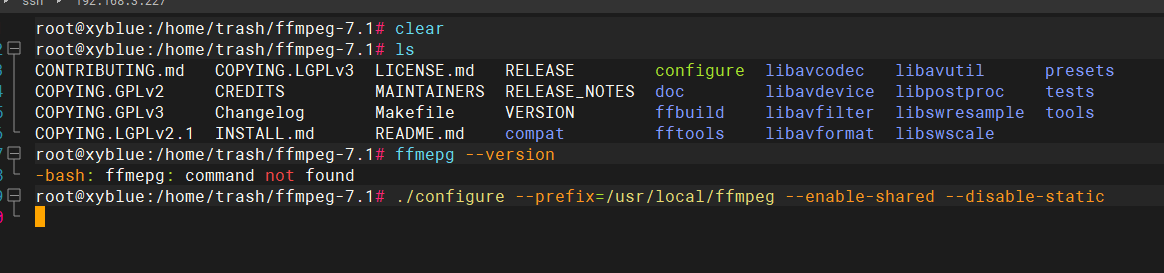 ssh 192.168.3.227
root@xyblue:/home/trash/ffmpeg-7.1# clear
root@xyblue:/home/trash/ffmpeg-7.1# ls
CONTRIBUTING.md COPYING.LGPLv3 LICENSE.md RELEASE configure libavcodec libavutil presets
COPYING.GPLv2 CREDITS MAINTAINERS RELEASE_NOTES doc libavdevice libpostproc tests
COPYING.GPLv3 Changelog Makefile VERSION ffbuild libavfilter libswresample tools
COPYING.LGPLv2.1 INSTALL.md README.md compat fftools libavformat libswscale
root@xyblue:/home/trash/ffmpeg-7.1# ffmepg --version
-bash: ffmepg: command not found
root@xyblue:/home/trash/ffmpeg-7.1# ./configure --prefix=/usr/local/ffmpeg --enable-shared --disable-static